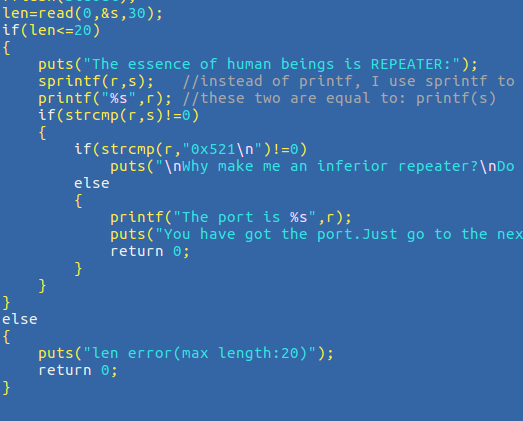 len=read(0,&s,30);
if(len<=20)
{
puts("The essence of human beings is REPEATER:");
sprintf(r,s); //instead of printf, I use sprintf to
printf("%s",r); //these two are equal to: printf(s)
if(strcmp(r,s)!=0)
{
if(strcmp(r,"0x521\n")!=0)
puts("\nWhy make me an inferior repeater?\nDo
else
{
printf("The port is %s",r);
puts("You have got the port.Just go to the nex
return 0;
}
}
}
else
{
puts("len error(max length:20)");
return 0;
}